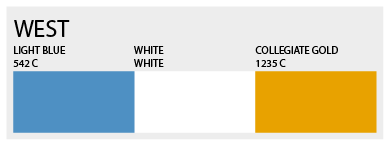 WEST
LIGHT BLUE WHITE COLLEGIATE GOLD
542 C WHITE 1235 C